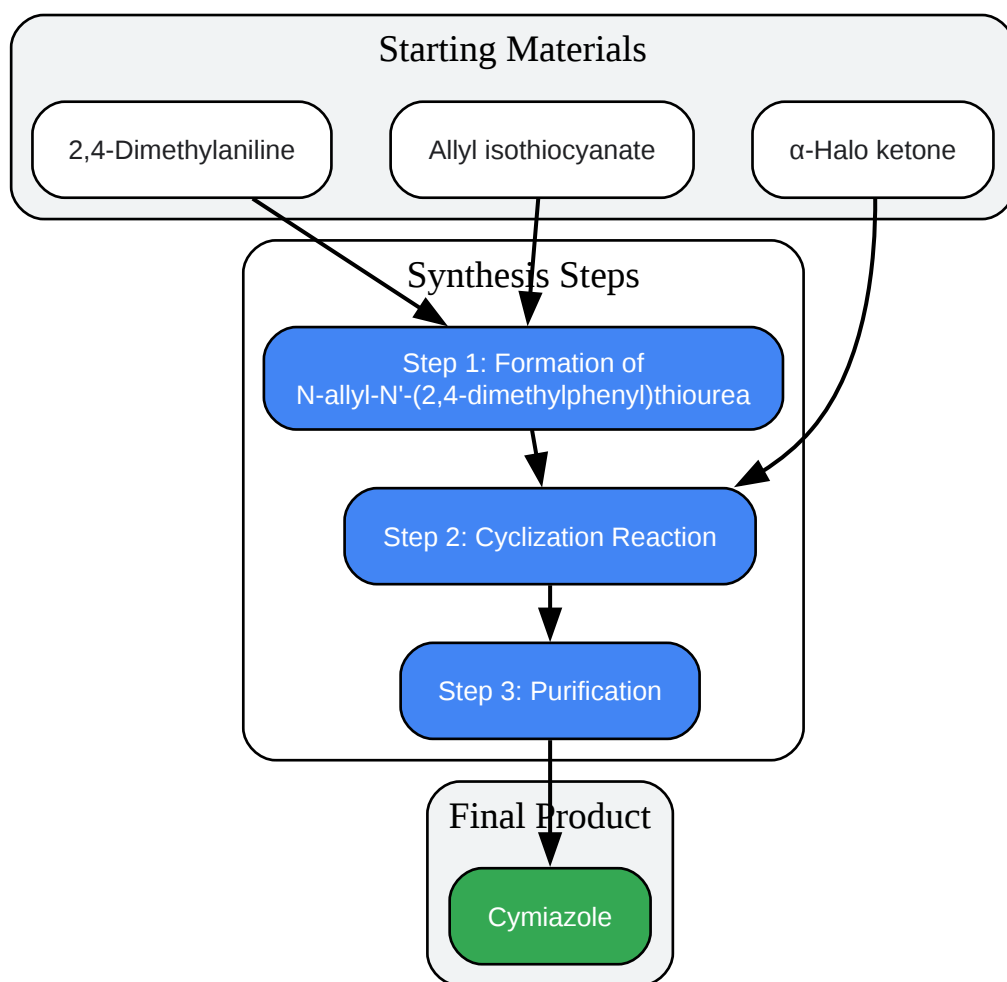 Starting Materials
2,4-Dimethylaniline
Allyl isothiocyanate
α-Halo ketone
Synthesis Steps
Step 1: Formation of
N-allyl-N'-(2,4-dimethylphenyl)thiourea
Step 2: Cyclization Reaction
Step 3: Purification
Final Product
Cymiazole